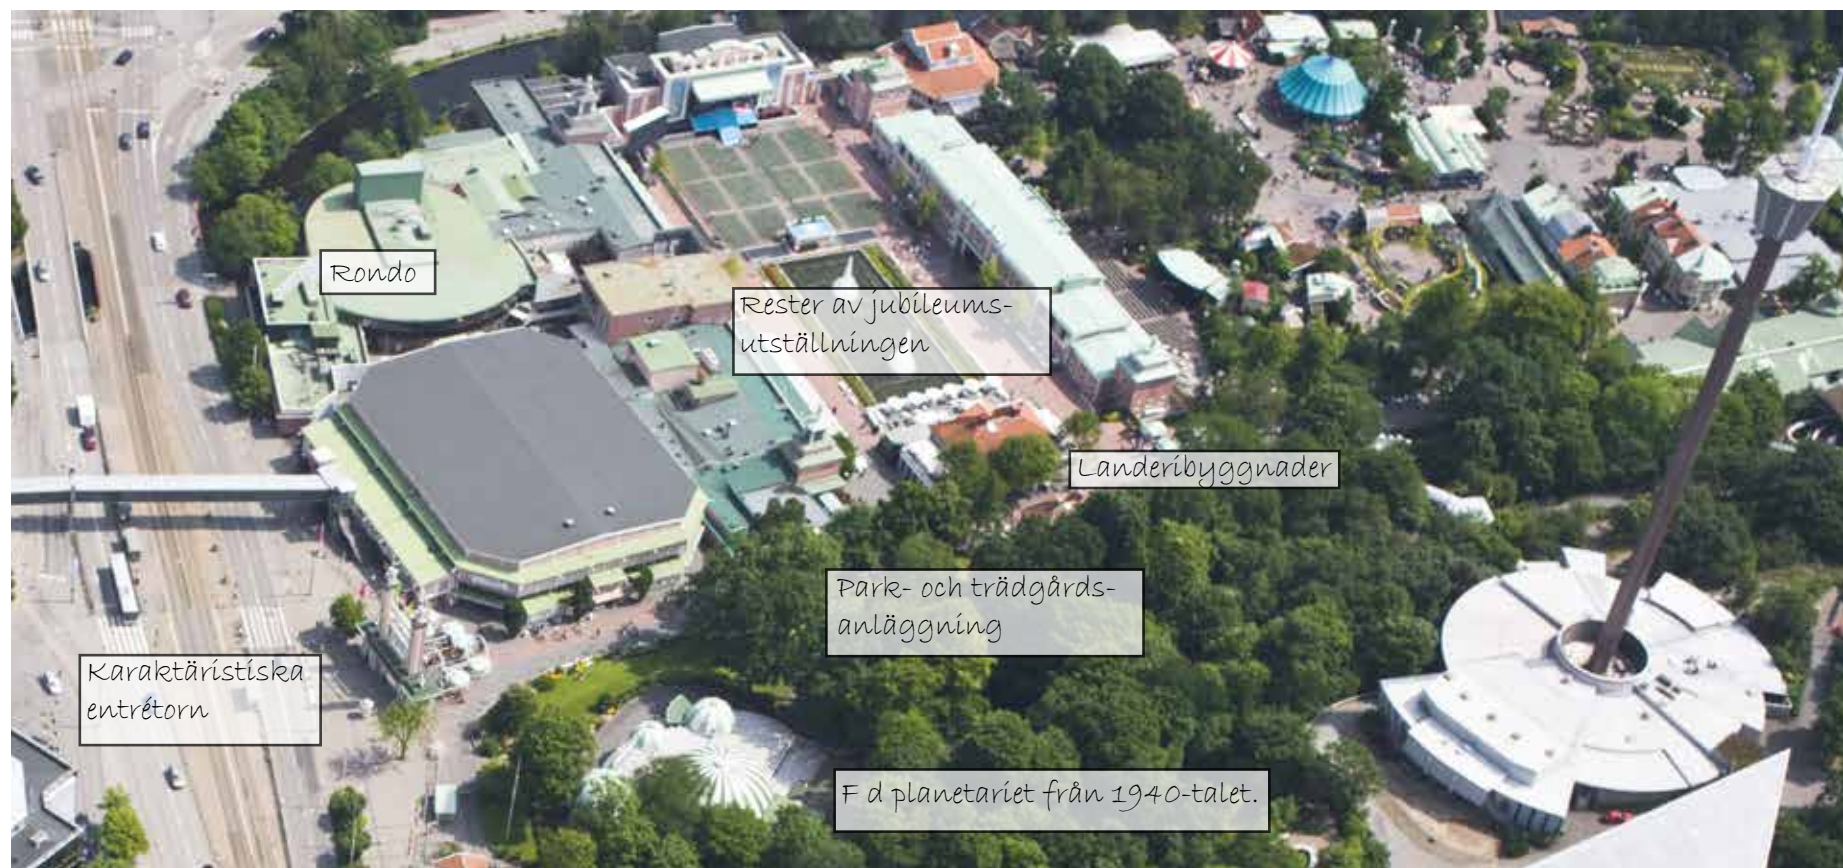 Rondo
Rester av jubileums-
utställningen
Landeribyggnader
Park- och trädgårds-
anläggning
Karaktäristiska
entrétorn
F d planetariet från 1940-talet.